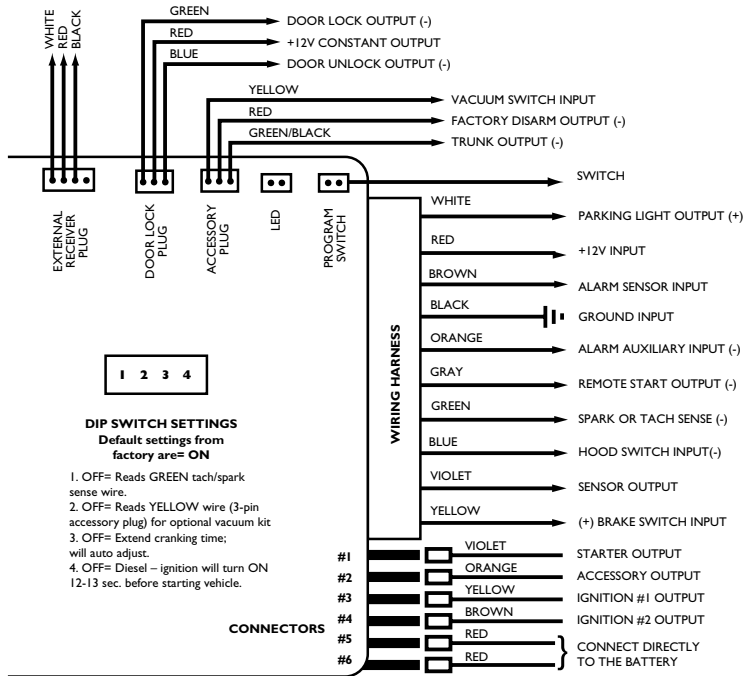 WHITE
RED
BLACK
GREEN
DOOR LOCK OUTPUT (-)
RED
+12V CONSTANT OUTPUT
BLUE
DOOR UNLOCK OUTPUT (-)
YELLOW
VACUUM SWITCH INPUT
RED
FACTORY DISARM OUTPUT (-)
GREEN/BLACK
TRUNK OUTPUT (-)
EXTERNAL
RECEIVER
PLUG
DOOR LOCK
PLUG
ACCESSORY
PLUG
LED
PROGRAM
SWITCH
SWITCH
WIRING HARNESS
WHITE
PARKING LIGHT OUTPUT (+)
RED
+12V INPUT
BROWN
ALARM SENSOR INPUT
BLACK
GROUND INPUT
ORANGE
ALARM AUXILIARY INPUT (-)
GRAY
REMOTE START OUTPUT (-)
GREEN
SPARK OR TACH SENSE (-)
BLUE
HOOD SWITCH INPUT(-)
VIOLET
SENSOR OUTPUT
YELLOW
(+) BRAKE SWITCH INPUT
1 2 3 4
DIP SWITCH SETTINGS
Default settings from
factory are= ON
1. OFF= Reads GREEN tach/spark
sense wire.
2. OFF= Reads YELLOW wire (3-pin
accessory plug) for optional vacuum kit
3. OFF= Extend cranking time;
will auto adjust.
4. OFF= Diesel – ignition will turn ON
12-13 sec. before starting vehicle.
CONNECTORS
#1
VIOLET
STARTER OUTPUT
#2
ORANGE
ACCESSORY OUTPUT
#3
YELLOW
IGNITION #1 OUTPUT
#4
BROWN
IGNITION #2 OUTPUT
#5
RED
#6
RED
CONNECT DIRECTLY
TO THE BATTERY